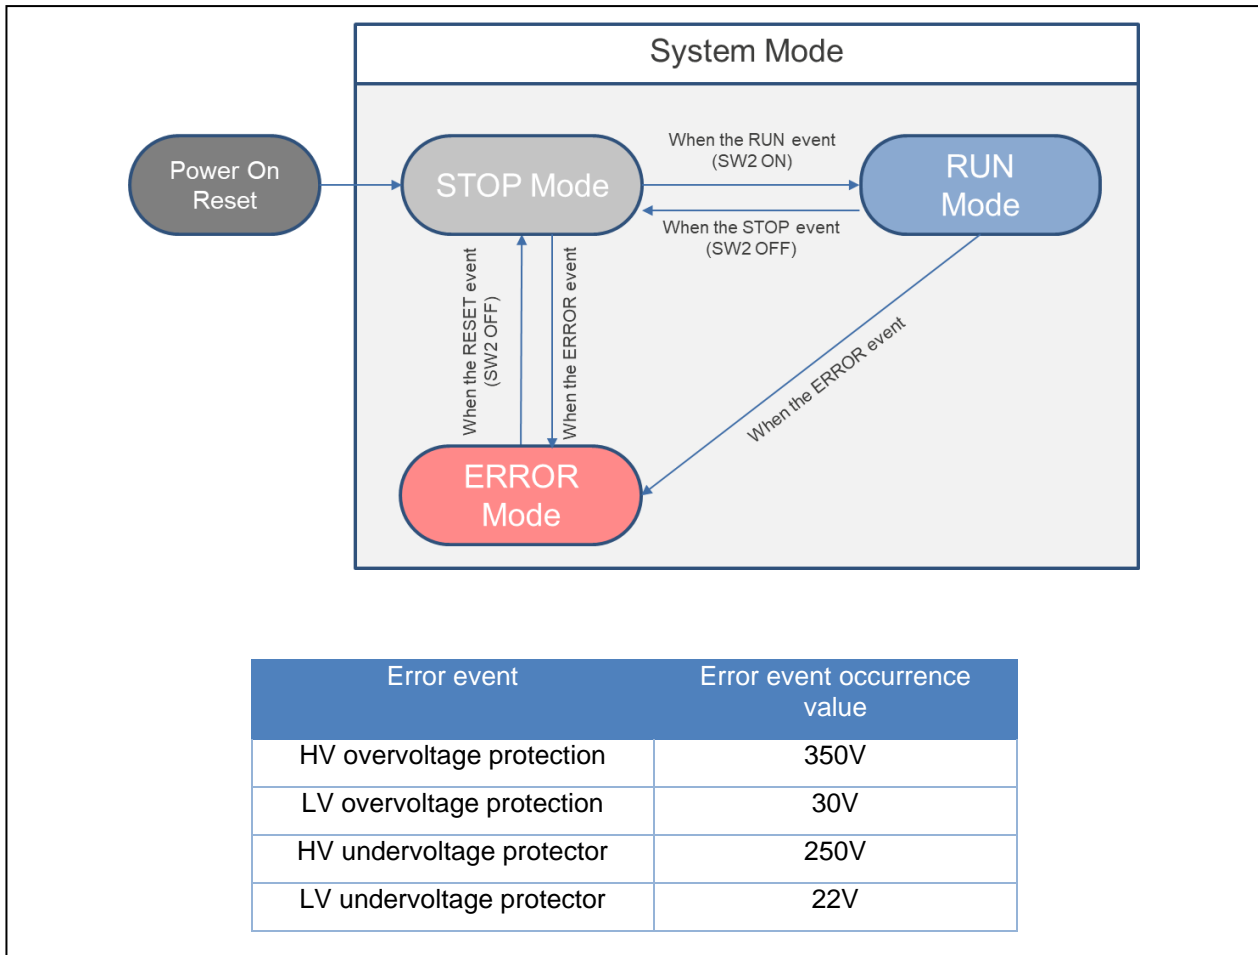 System Mode
Power On
Reset
STOP Mode
When the RUN event
(SW2 ON)
RUN
Mode
When the STOP event
(SW2 OFF)
When the RESET event
(SW2 OFF)
When the ERROR event
When the ERROR event
ERROR
Mode
Error event
Error event occurrence
value
HV overvoltage protection
350V
LV overvoltage protection
30V
HV undervoltage protector
250V
LV undervoltage protector
22V